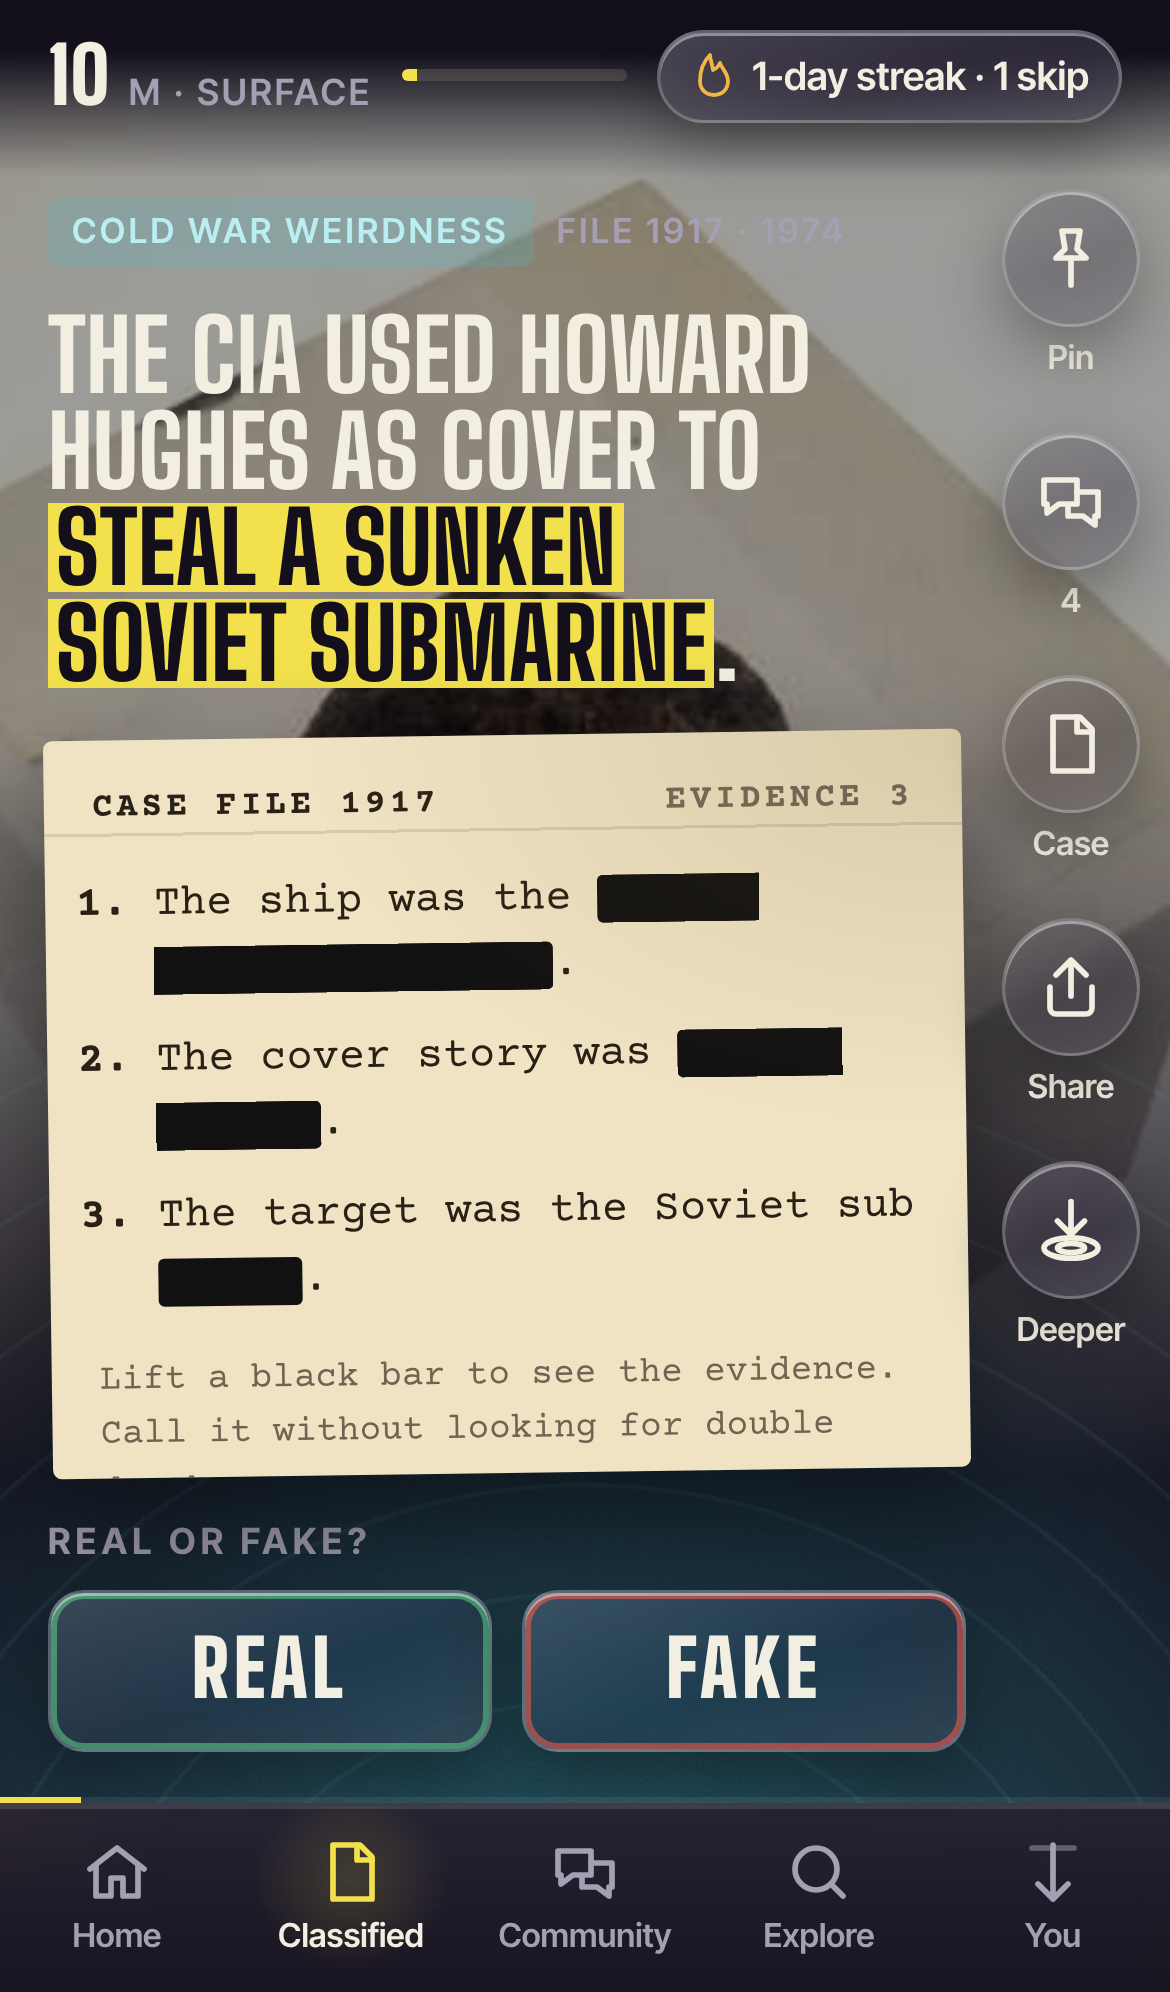 10 M · SURFACE
1-day streak · 1 skip
COLD WAR WEIRDNESS
FILE 1917 · 1974
THE CIA USED HOWARD
HUGHES AS COVER TO
STEAL A SUNKEN
SOVIET SUBMARINE.
Pin
4
Case
Share
Deeper
CASE FILE 1917
EVIDENCE 3
1. The ship was the
.
2. The cover story was
.
3. The target was the Soviet sub
.
Lift a black bar to see the evidence.
Call it without looking for double
REAL OR FAKE?
REAL
FAKE
Home
Classified
Community
Explore
You